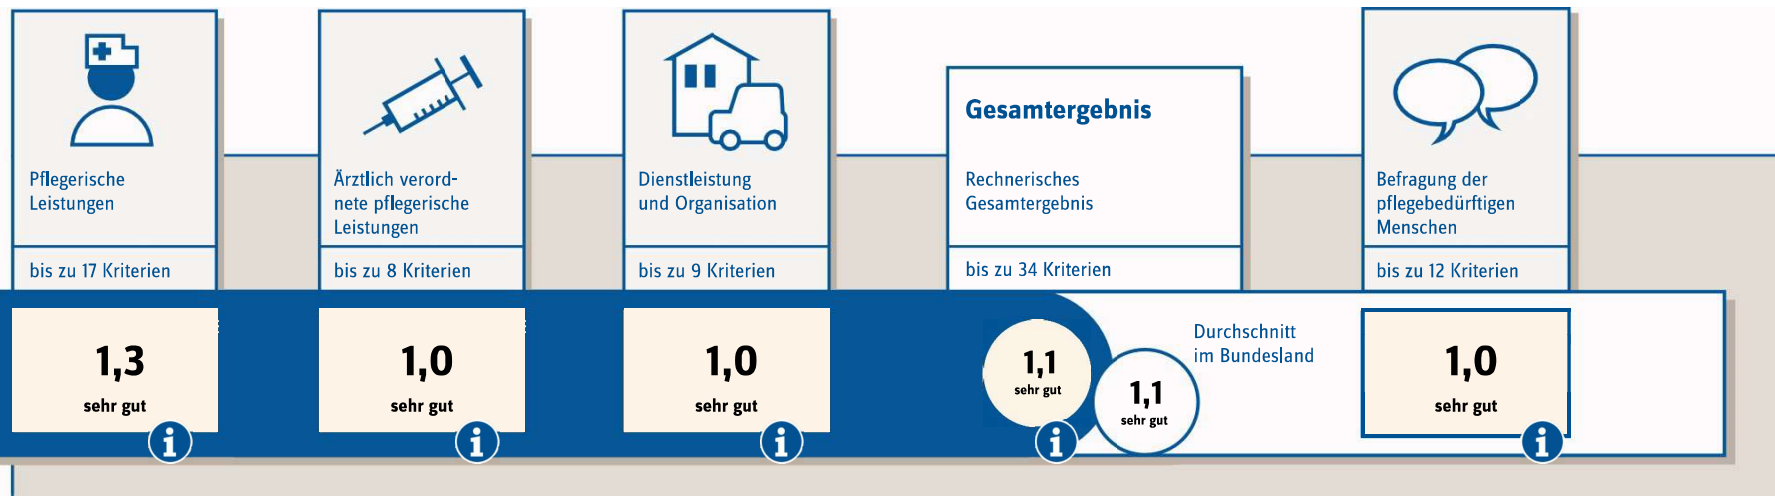 Pflegerische
Leistungen
bis zu 17 Kriterien
1,3
sehr gut
Ärztlich verord-
nete pflegerische
Leistungen
bis zu 8 Kriterien
1,0
sehr gut
Dienstleistung
und Organisation
bis zu 9 Kriterien
1,0
sehr gut
Gesamtergebnis
Rechnerisches
Gesamtergebnis
bis zu 34 Kriterien
1,1
sehr gut
1,1
sehr gut
Durchschnitt
im Bundesland
Befragung der
pflegebedürftigen
Menschen
bis zu 12 Kriterien
1,0
sehr gut